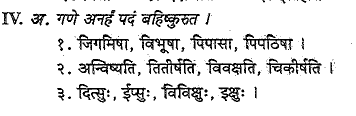 IV. अ. गणे अनर्हं पदं बहिष्कुरुत ।
१. जिगमिषा, विभूषा, पिपासा, पिपठिषा ।
२. अन्विष्यति, तितीर्षति, विवक्षति, चिकीर्षति ।
३. दित्सुः, ईप्सुः, विविक्षुः, इक्षुः ।